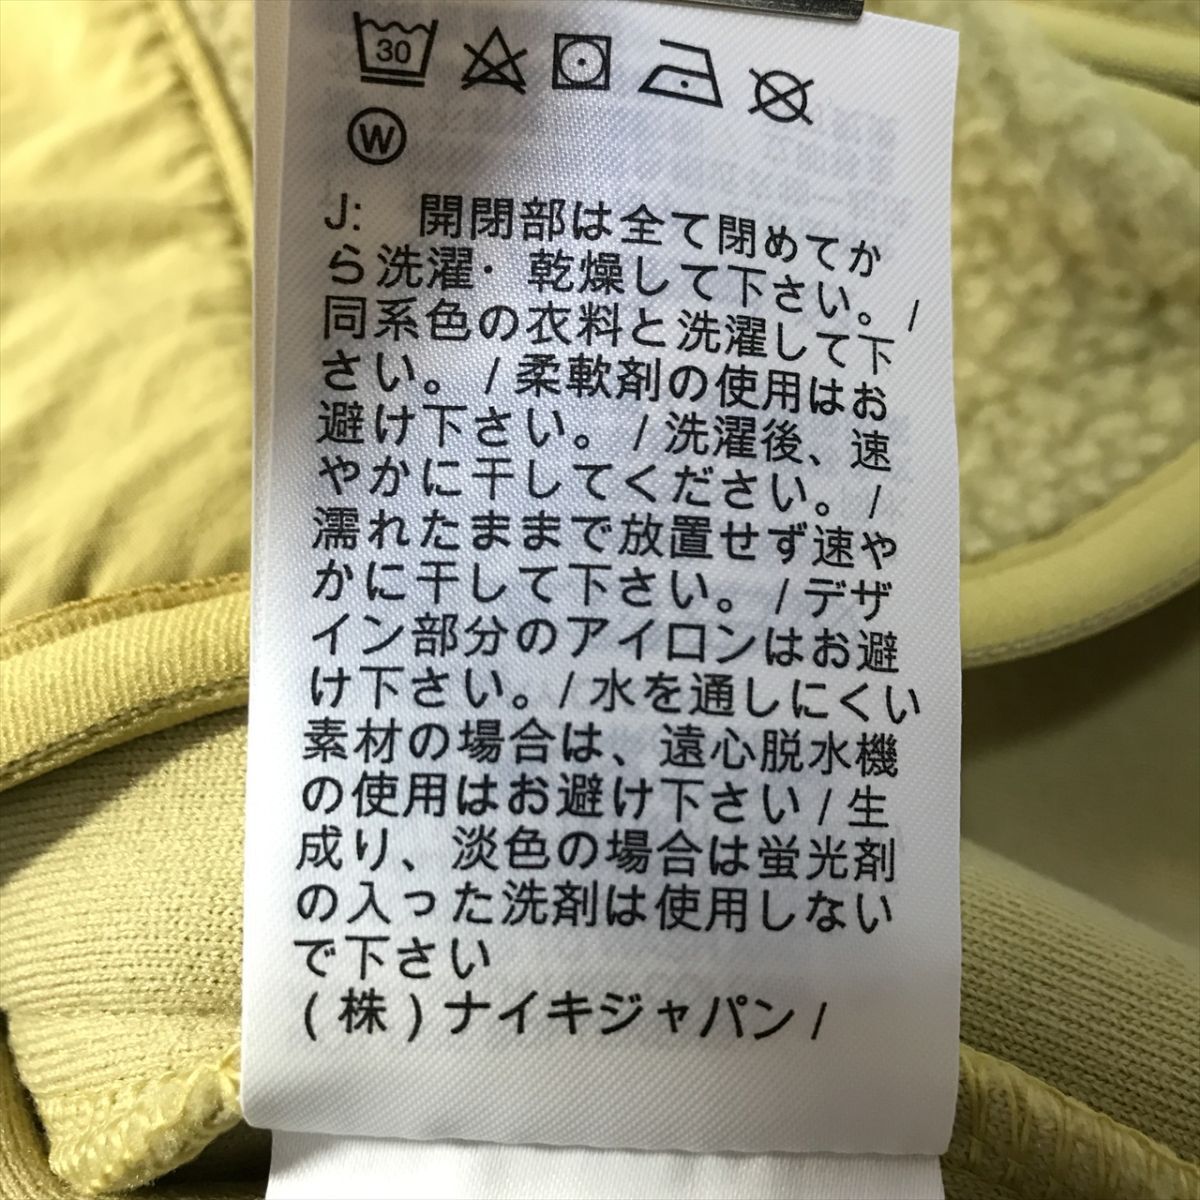 30
W
J: 開閉部は全て閉めてか
ら洗濯・乾燥して下さい。/
同系色の衣料と洗濯して下
さい。/柔軟剤の使用はお
避け下さい。/洗濯後、速
やかに干してください。/
濡れたままで放置せず速や
かに干して下さい。/デザ
イン部分のアイロンはお避
け下さい。/水を通しにくい
素材の場合は、遠心脱水機
の使用はお避け下さい/生
成り、淡色の場合は蛍光剤
の入った洗剤は使用しない
で下さい
(株)ナイキジャパン/